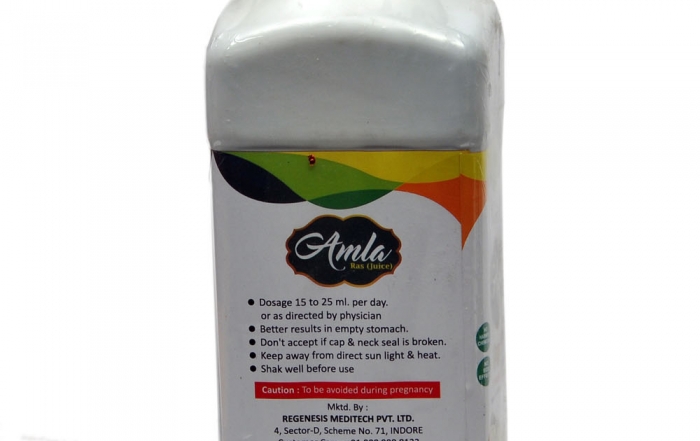 Amla
Ras (Juice)
● Dosage 15 to 25 ml. per day.
or as directed by physician
● Better results in empty stomach.
● Don't accept if cap & neck seal is broken.
● Keep away from direct sun light & heat.
● Shak well before use
Caution : To be avoided during pregnancy
Mktd. By :
REGENESIS MEDITECH PVT. LTD.
4, Sector-D, Scheme No. 71, INDORE